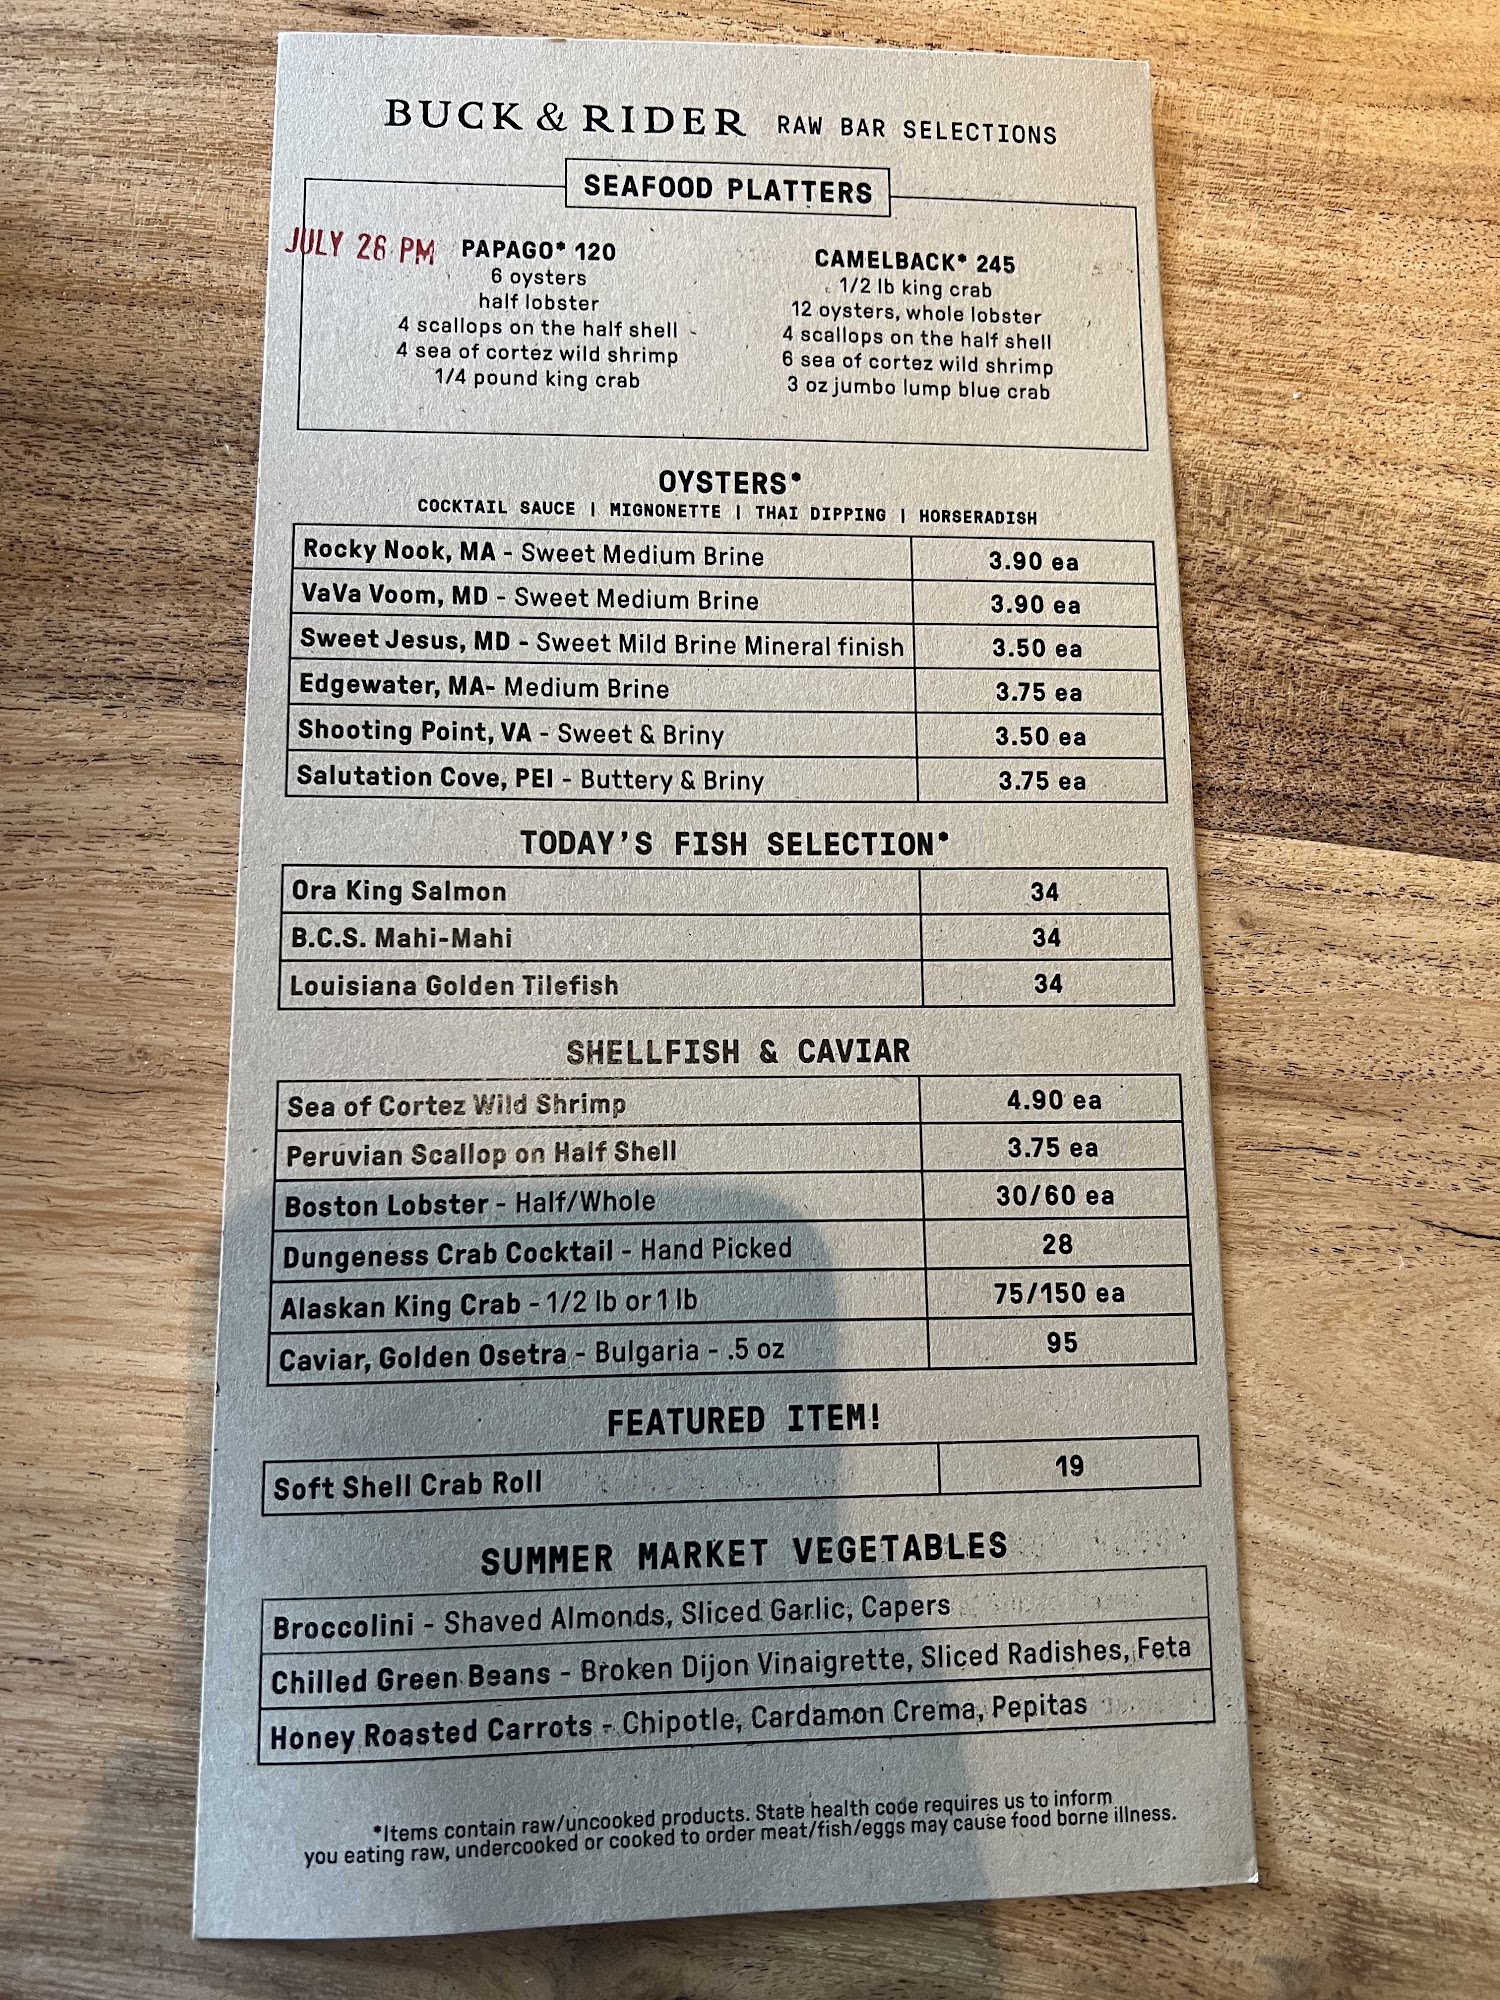 BUCK & RIDER RAW BAR SELECTIONS
SEAFOOD PLATTERS
JULY 26 PM
PAPAGO* 120
6 oysters
half lobster
4 scallops on the half shell
4 sea of cortez wild shrimp
1/4 pound king crab
CAMELBACK* 245
1/2 lb king crab
12 oysters, whole lobster
4 scallops on the half shell
6 sea of cortez wild shrimp
3 oz jumbo lump blue crab
OYSTERS*
COCKTAIL SAUCE | MIGNONETTE | THAI DIPPING | HORSERADISH
Rocky Nook, MA - Sweet Medium Brine 3.90 ea
VaVa Voom, MD - Sweet Medium Brine 3.90 ea
Sweet Jesus, MD - Sweet Mild Brine Mineral finish 3.50 ea
Edgewater, MA- Medium Brine 3.75 ea
Shooting Point, VA - Sweet & Briny 3.50 ea
Salutation Cove, PEI - Buttery & Briny 3.75 ea
TODAY'S FISH SELECTION*
Ora King Salmon 34
B.C.S. Mahi-Mahi 34
Louisiana Golden Tilefish 34
SHELLFISH & CAVIAR
Sea of Cortez Wild Shrimp 4.90 ea
Peruvian Scallop on Half Shell 3.75 ea
Boston Lobster - Half/Whole 30/60 ea
Dungeness Crab Cocktail - Hand Picked 28
Alaskan King Crab - 1/2 lb or 1 lb 75/150 ea
Caviar, Golden Osetra - Bulgaria - .5 oz 95
FEATURED ITEM!
Soft Shell Crab Roll 19
SUMMER MARKET VEGETABLES
Broccolini - Shaved Almonds, Sliced Garlic, Capers
Chilled Green Beans - Broken Dijon Vinaigrette, Sliced Radishes, Feta
Honey Roasted Carrots - Chipotle, Cardamon Crema, Pepitas
*Items contain raw/uncooked products. State health code requires us to inform
you eating raw, undercooked or cooked to order meat/fish/eggs may cause food borne illness.